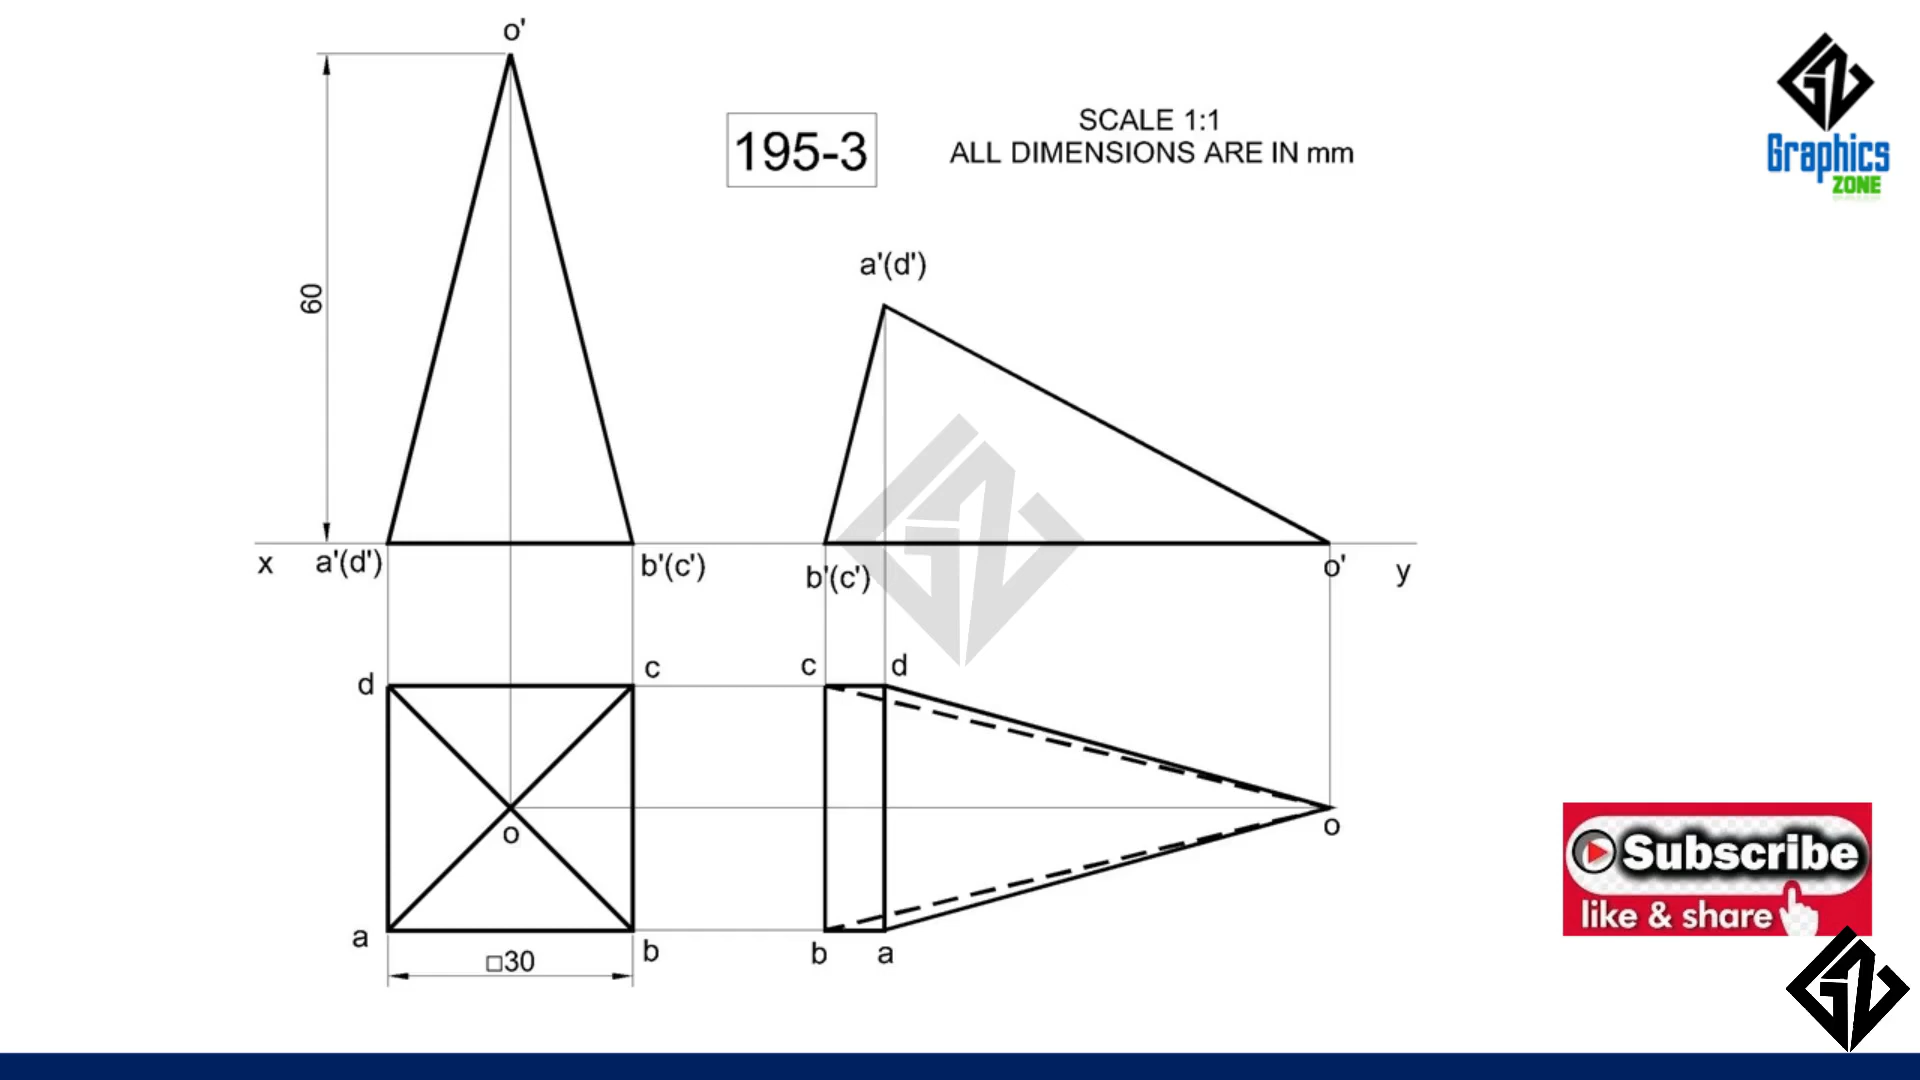 o'
SCALE 1:1
ALL DIMENSIONS ARE IN mm
195-3
Graphics
ZONE
60
a'(d')
x a'(d') b'(c') b'(c') o' y
d c c d
o o
a b b a
□30
Subscribe
like & share